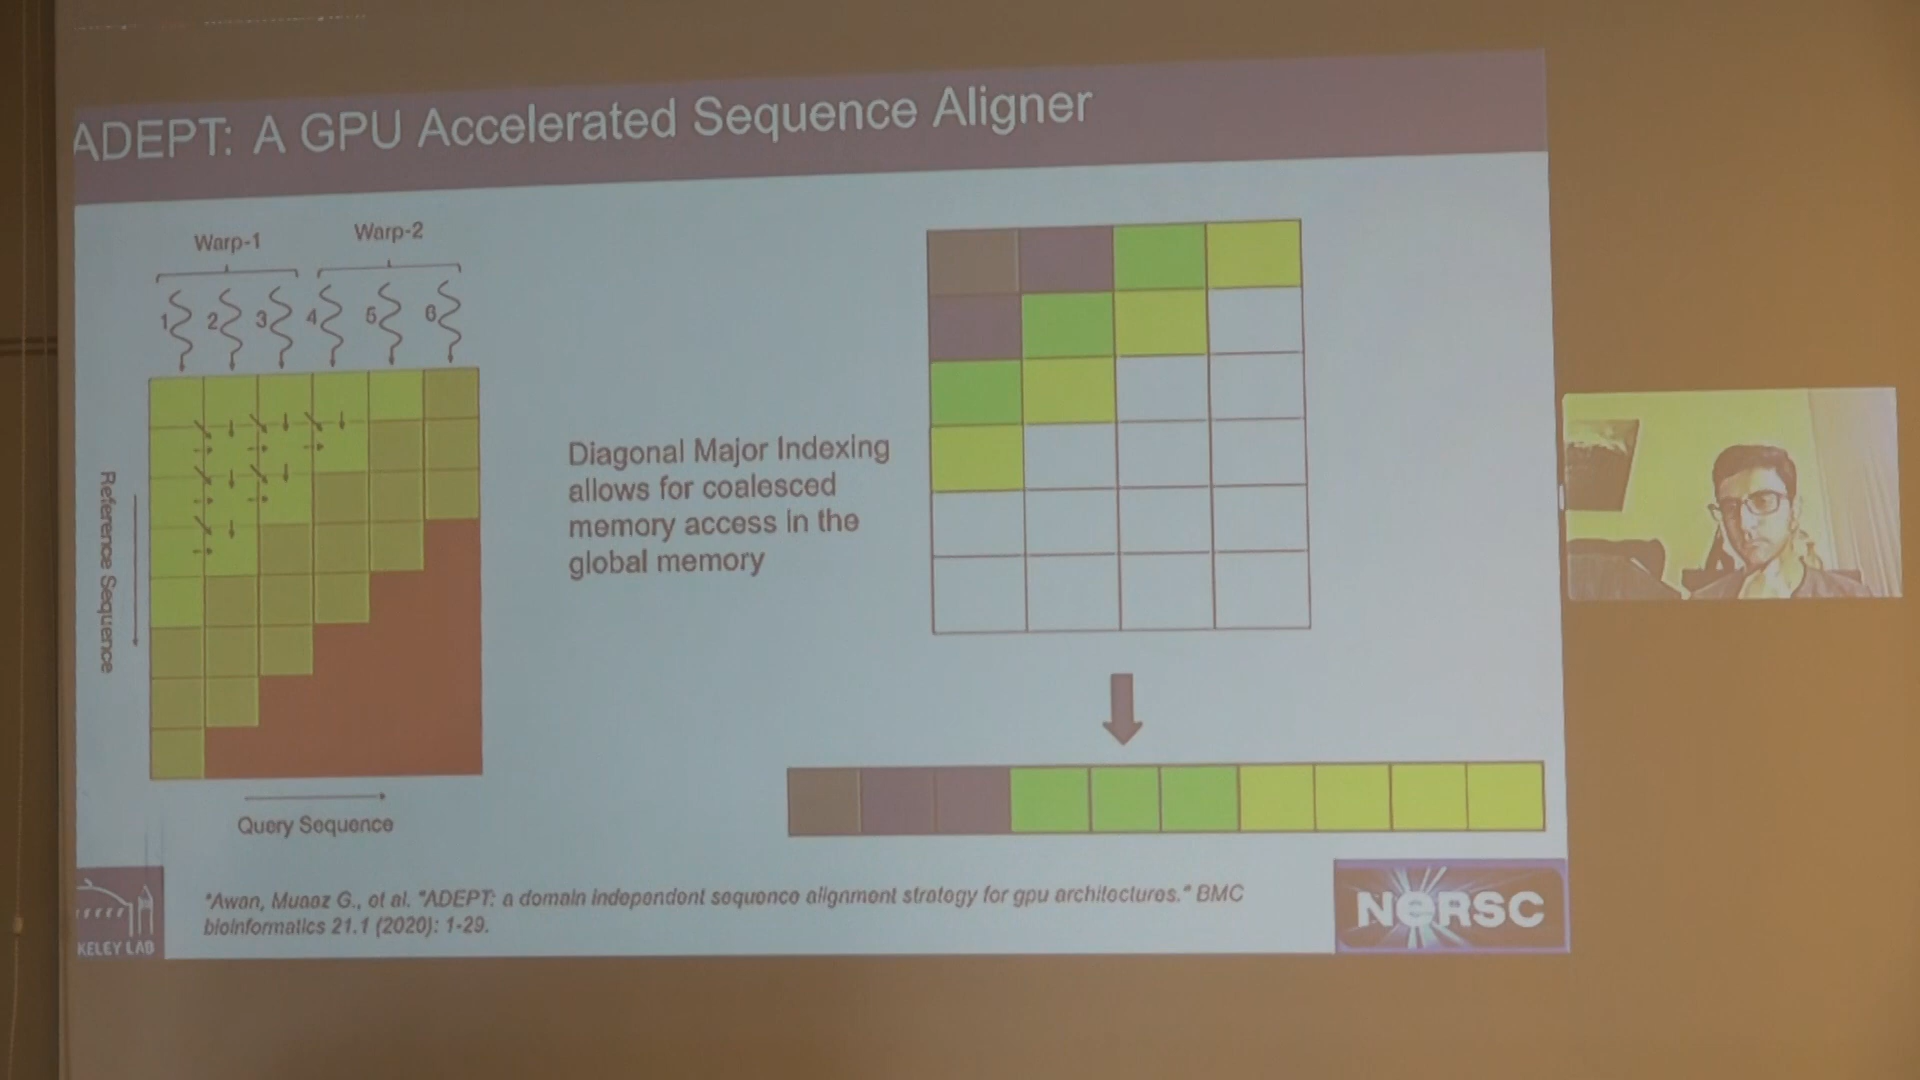 ADEPT: A GPU Accelerated Sequence Aligner
Warp-1
Warp-2
1
2
3
4
5
6
Reference Sequence
Query Sequence
Diagonal Major Indexing
allows for coalesced
memory access in the
global memory
*Awan, Muaaz G., et al. "ADEPT: a domain independent sequence alignment strategy for gpu architectures." BMC
bioinformatics 21.1 (2020): 1-29.
KELEY LAB
NERSC